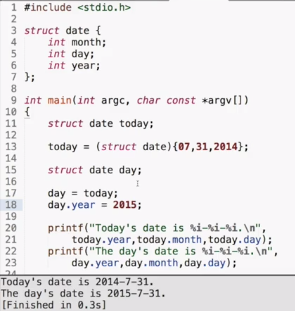 1 #include <stdio.h>
2
3 struct date {
4 int month;
5 int day;
6 int year;
7 };
8
9 int main(int argc, char const *argv[])
10 {
11 struct date today;
12
13 today = (struct date){07,31,2014};
14
15 struct date day;
16
17 day = today;
18 day.year = 2015;
19
20 printf("Today's date is %i-%i-%i.\n",
21 today.year,today.month,today.day);
22 printf("The day's date is %i-%i-%i.\n",
23 day.year,day.month,day.day);
Today's date is 2014-7-31.
The day's date is 2015-7-31.
[Finished in 0.3s]